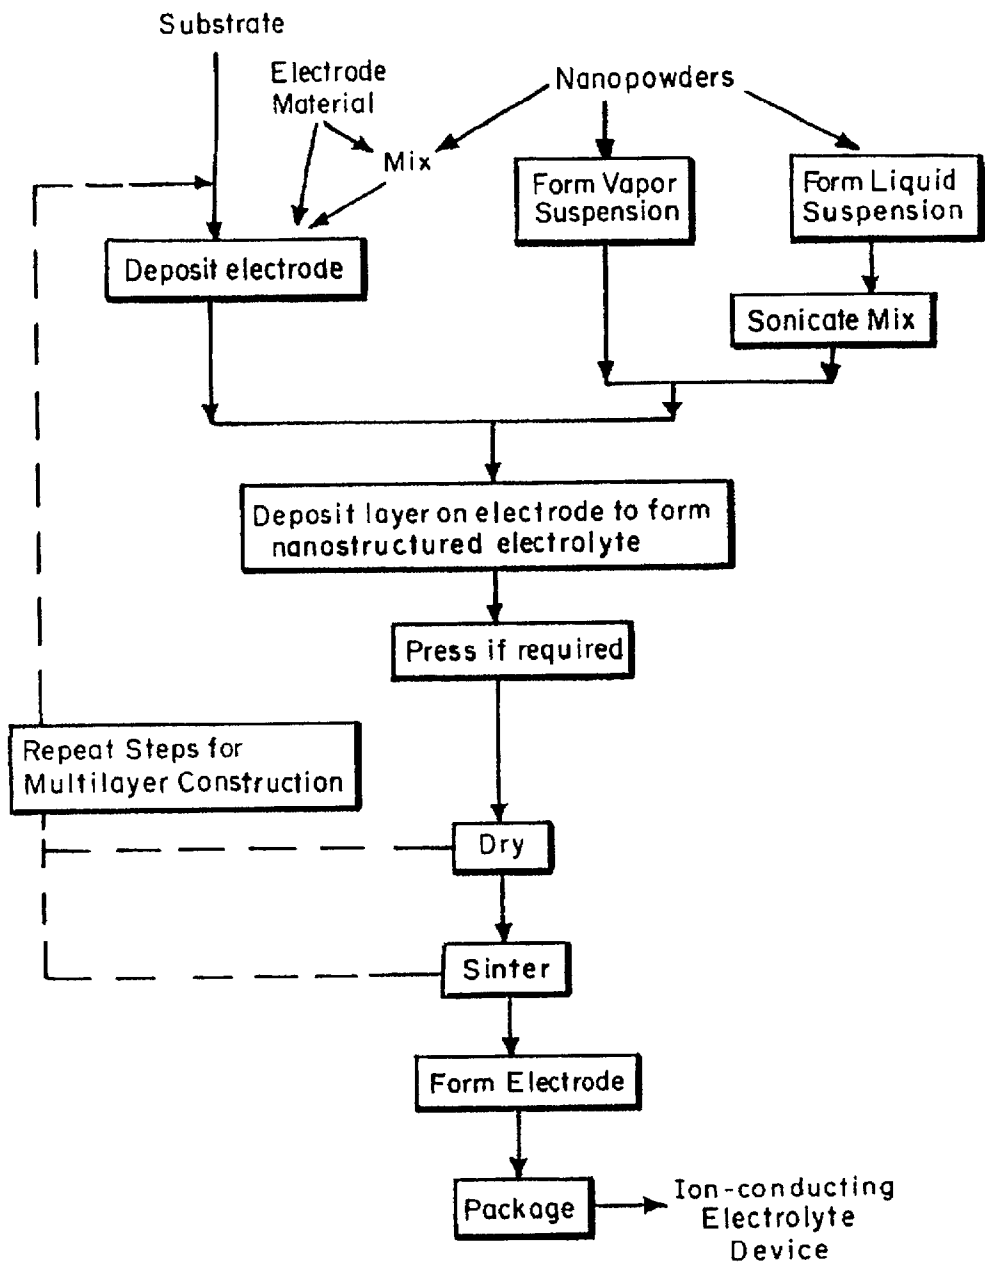 Substrate
Electrode
Material
Nanopowders
Mix
Form Vapor
Suspension
Form Liquid
Suspension
Deposit electrode
Sonicate Mix
Deposit layer on electrode to form
nanostructured electrolyte
Press if required
Repeat Steps for
Multilayer Construction
Dry
Sinter
Form Electrode
Package
Ion-conducting
Electrolyte
Device